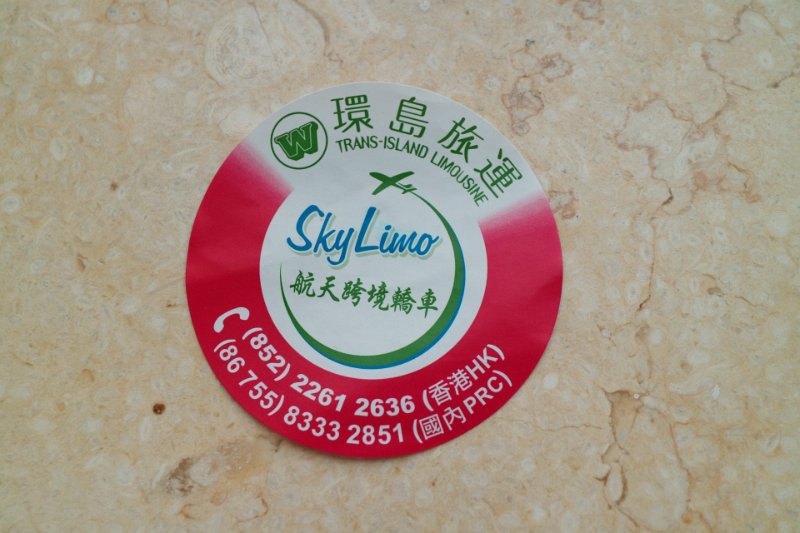 W
環島旅運
TRANS-ISLAND LIMOUSINE
SkyLimo
航天跨境轎車
(852) 2261 2636 (香港HK)
(86 755) 8333 2851 (國內PRC)